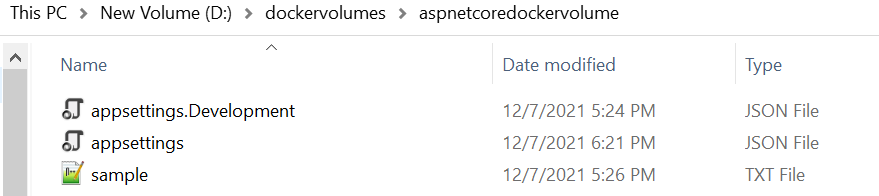 This PC > New Volume (D:) > dockervolumes > aspnetcoredockervolume
Name Date modified Type
appsettings.Development 12/7/2021 5:24 PM JSON File
appsettings 12/7/2021 6:21 PM JSON File
sample 12/7/2021 5:26 PM TXT File